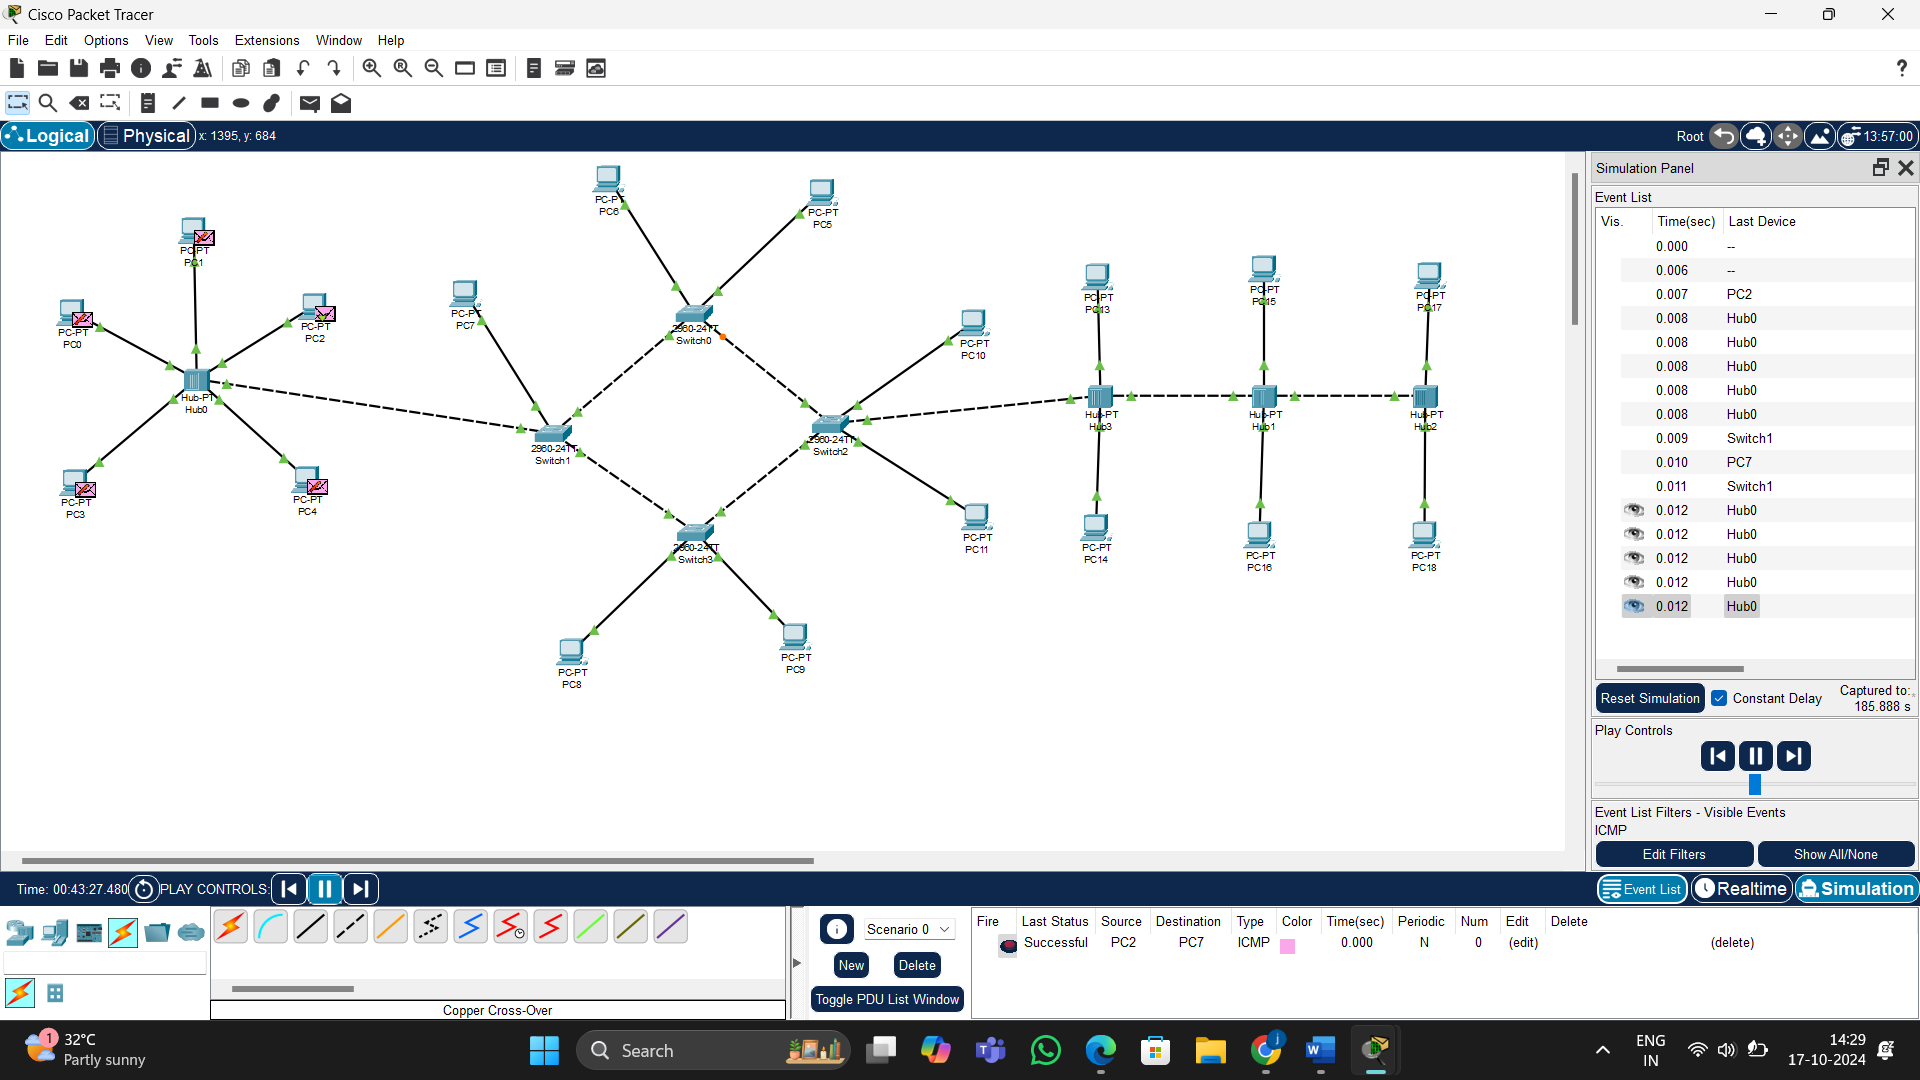 Cisco Packet Tracer
File Edit Options View Tools Extensions Window Help
?
Logical Physical x: 1395, y: 684
Root 13:57:00
PC-PT
PC6
PC-PT
PC5
PC-PT
PC1
PC-PT
PC0
PC-PT
PC2
PC-PT
PC7
2960-24TT
Switch0
PC-PT
PC10
PC-PT
PC13
PC-PT
PC15
PC-PT
PC17
Hub-PT
Hub0
2960-24TT
Switch1
2960-24TT
Switch2
Hub-PT
Hub3
Hub-PT
Hub1
Hub-PT
Hub2
PC-PT
PC3
PC-PT
PC4
2960-24TT
Switch3
PC-PT
PC11
PC-PT
PC14
PC-PT
PC16
PC-PT
PC18
PC-PT
PC8
PC-PT
PC9
Simulation Panel
Event List
Vis. Time(sec) Last Device
0.000 --
0.006 --
0.007 PC2
0.008 Hub0
0.008 Hub0
0.008 Hub0
0.008 Hub0
0.008 Hub0
0.009 Switch1
0.010 PC7
0.011 Switch1
0.012 Hub0
0.012 Hub0
0.012 Hub0
0.012 Hub0
0.012 Hub0
Reset Simulation Constant Delay Captured to:
185.888 s
Play Controls
Event List Filters - Visible Events
ICMP
Edit Filters Show All/None
Time: 00:43:27.480 PLAY CONTROLS:
Event List Realtime Simulation
Scenario 0
New Delete
Toggle PDU List Window
Copper Cross-Over
Fire Last Status Source Destination Type Color Time(sec) Periodic Num Edit Delete
Successful PC2 PC7 ICMP 0.000 N 0 (edit) (delete)
1
32°C
Partly sunny
Search
ENG
IN
14:29
17-10-2024